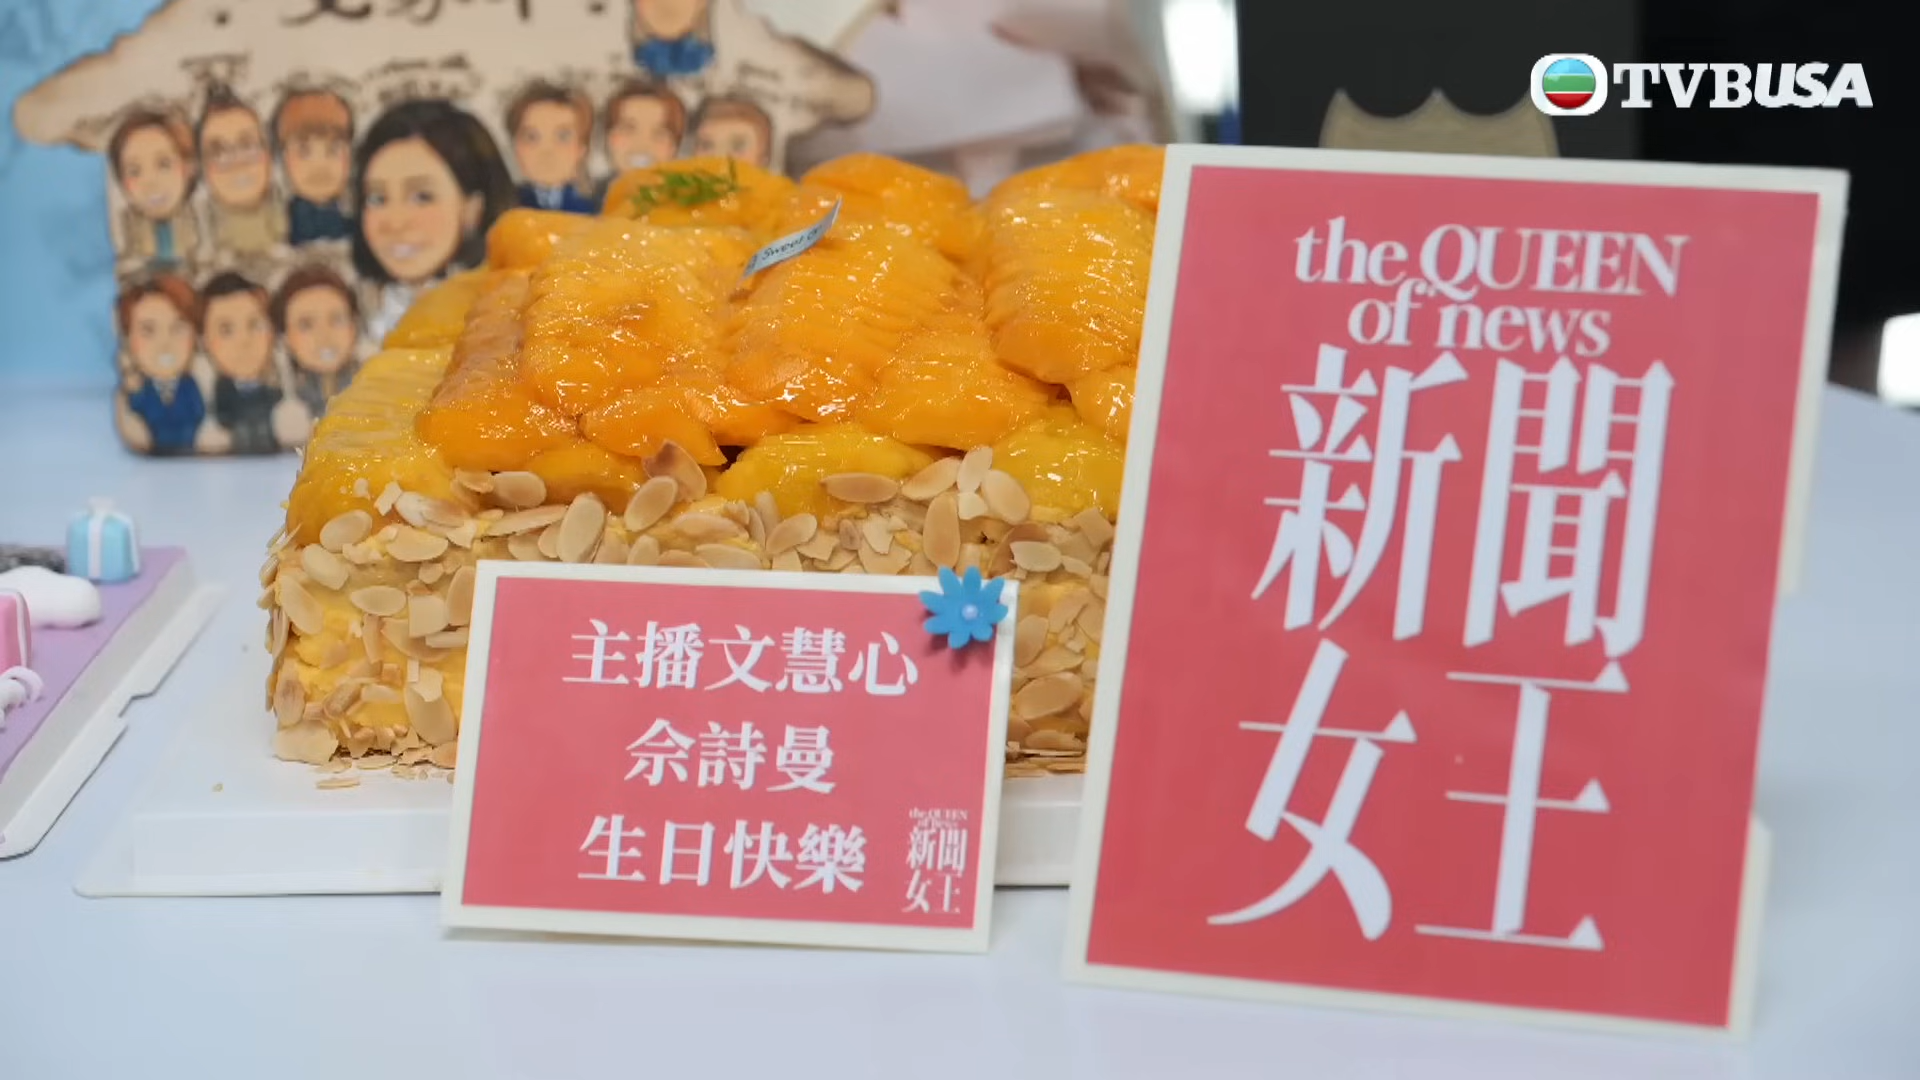 TVBUSA
Sweet
the QUEEN
of news
新聞
女王
主播文慧心
佘詩曼
生日快樂
the QUEEN
of news
新聞
女王